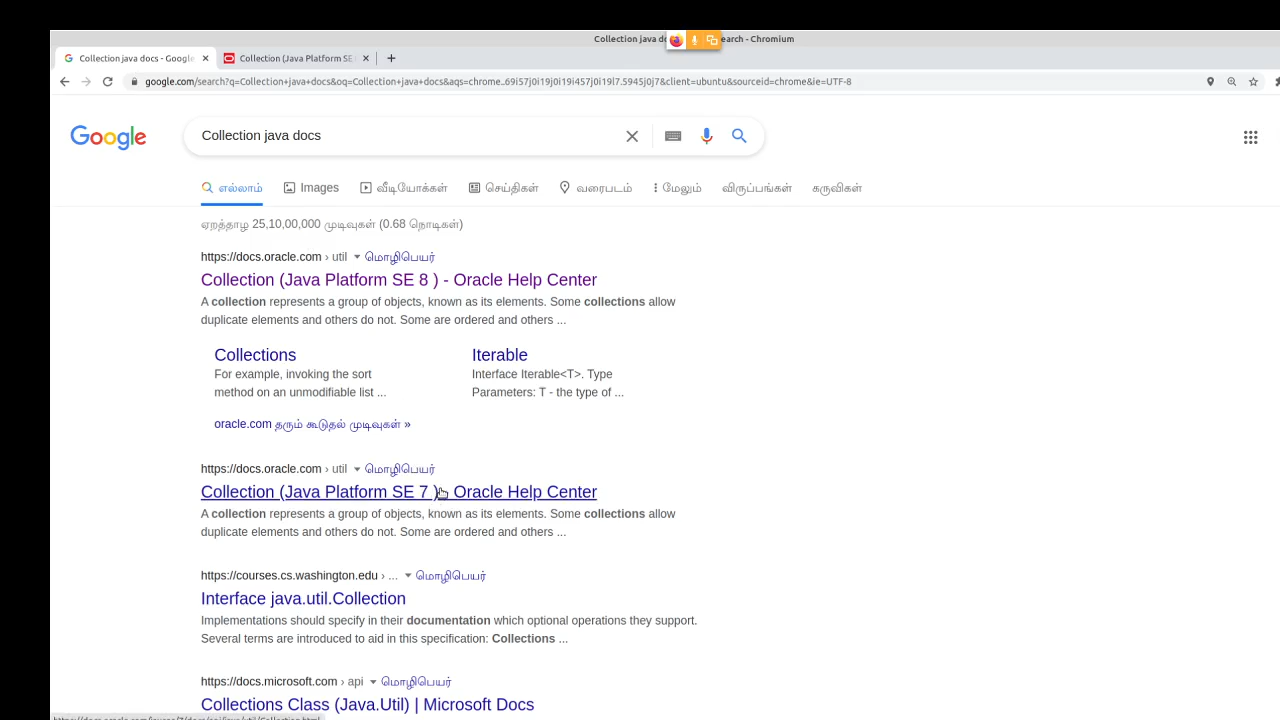 Collection java do
earch - Chromium
Collection java docs - Google
Collection (Java Platform SE
google.com/search?q=Collection+java+docs&oq=Collection+java+docs&aqs=chrome..69i57j0i19j0i19i457j0i19l7.5945j0j7&client=ubuntu&sourceid=chrome&ie=UTF-8
Google
Collection java docs
எல்லாம் Images வீடியோக்கள் செய்திகள் வரைபடம் மேலும் விருப்பங்கள் கருவிகள்
ஏறத்தாழ 25,10,00,000 முடிவுகள் (0.68 நொடிகள்)
https://docs.oracle.com › util மொழிபெயர்
Collection (Java Platform SE 8 ) - Oracle Help Center
A collection represents a group of objects, known as its elements. Some collections allow
duplicate elements and others do not. Some are ordered and others ...
Collections
For example, invoking the sort
method on an unmodifiable list ...
Iterable
Interface Iterable<T>. Type
Parameters: T - the type of ...
oracle.com தரும் கூடுதல் முடிவுகள் »
https://docs.oracle.com › util மொழிபெயர்
Collection (Java Platform SE 7 ) Oracle Help Center
A collection represents a group of objects, known as its elements. Some collections allow
duplicate elements and others do not. Some are ordered and others ...
https://courses.cs.washington.edu › ... மொழிபெயர்
Interface java.util.Collection
Implementations should specify in their documentation which optional operations they support.
Several terms are introduced to aid in this specification: Collections ...
https://docs.microsoft.com › api மொழிபெயர்
Collections Class (Java.Util) | Microsoft Docs